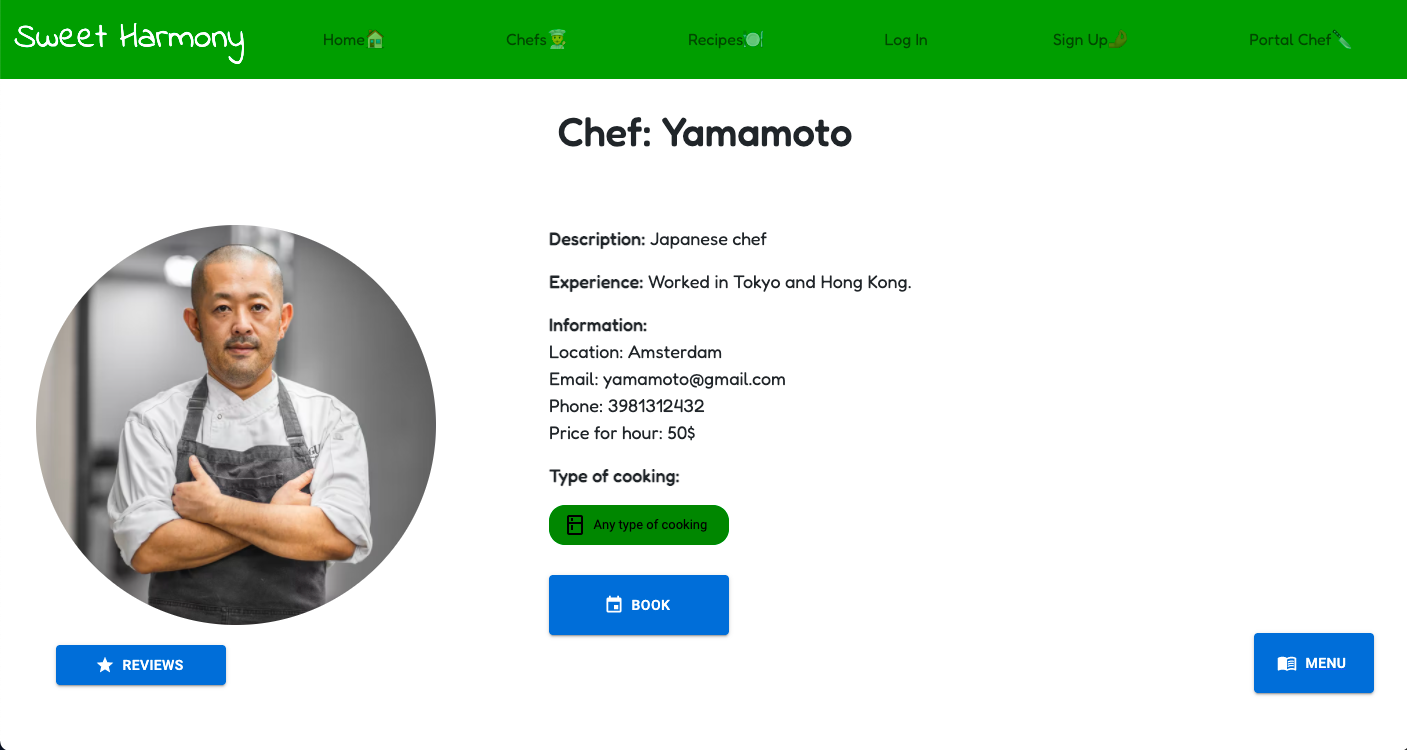 Sweet Harmony
Home🏠 Chefs👨‍🍳 Recipes🍽️ Log In Sign Up Portal Chef🔪
Chef: Yamamoto
Description: Japanese chef
Experience: Worked in Tokyo and Hong Kong.
Information:
Location: Amsterdam
Email: yamamoto@gmail.com
Phone: 3981312432
Price for hour: 50$
Type of cooking:
Any type of cooking
BOOK
REVIEWS
MENU